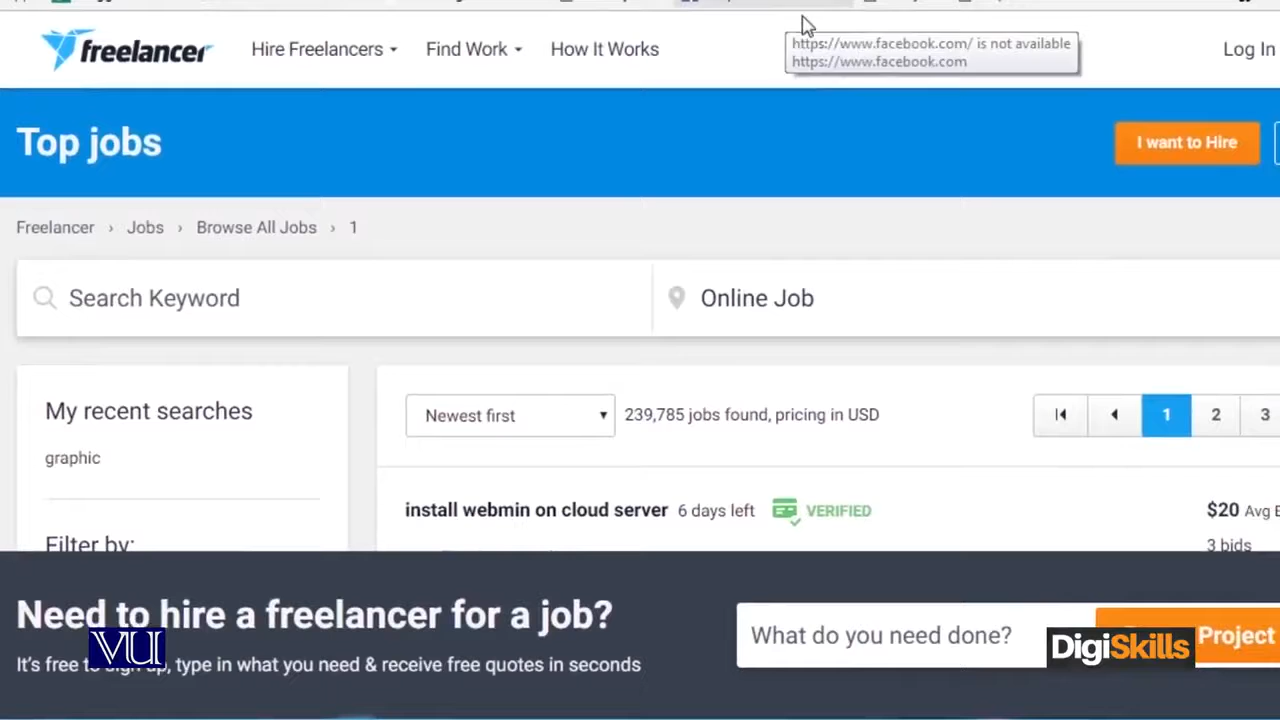 freelancer Hire Freelancers Find Work How It Works Log In
https://www.facebook.com/ is not available
https://www.facebook.com
Top jobs I want to Hire
Freelancer › Jobs › Browse All Jobs › 1
Search Keyword Online Job
My recent searches
graphic
Newest first 239,785 jobs found, pricing in USD 1 2 3
install webmin on cloud server 6 days left VERIFIED $20 Avg
3 bids
Filter by:
Need to hire a freelancer for a job?
It's free to sign up, type in what you need & receive free quotes in seconds
What do you need done? Project
VU
DigiSkills